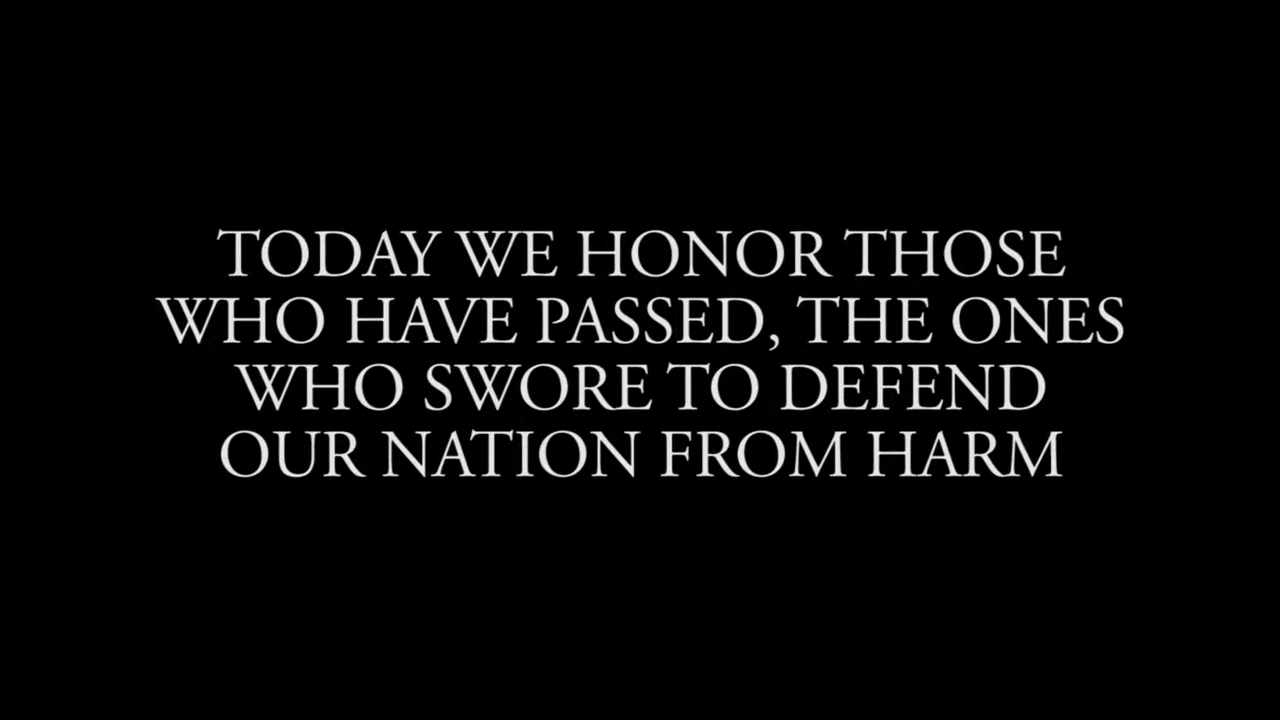 TODAY WE HONOR THOSE
WHO HAVE PASSED, THE ONES
WHO SWORE TO DEFEND
OUR NATION FROM HARM